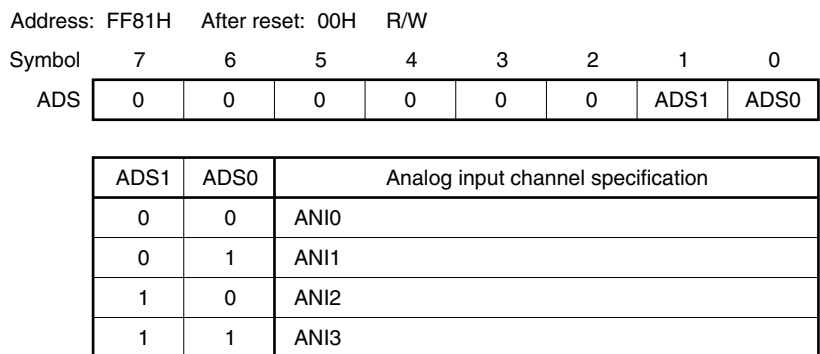 Address: FF81H After reset: 00H R/W
Symbol 7 6 5 4 3 2 1 0
ADS 0 0 0 0 0 0 ADS1 ADS0
ADS1 ADS0 Analog input channel specification
0 0 ANI0
0 1 ANI1
1 0 ANI2
1 1 ANI3